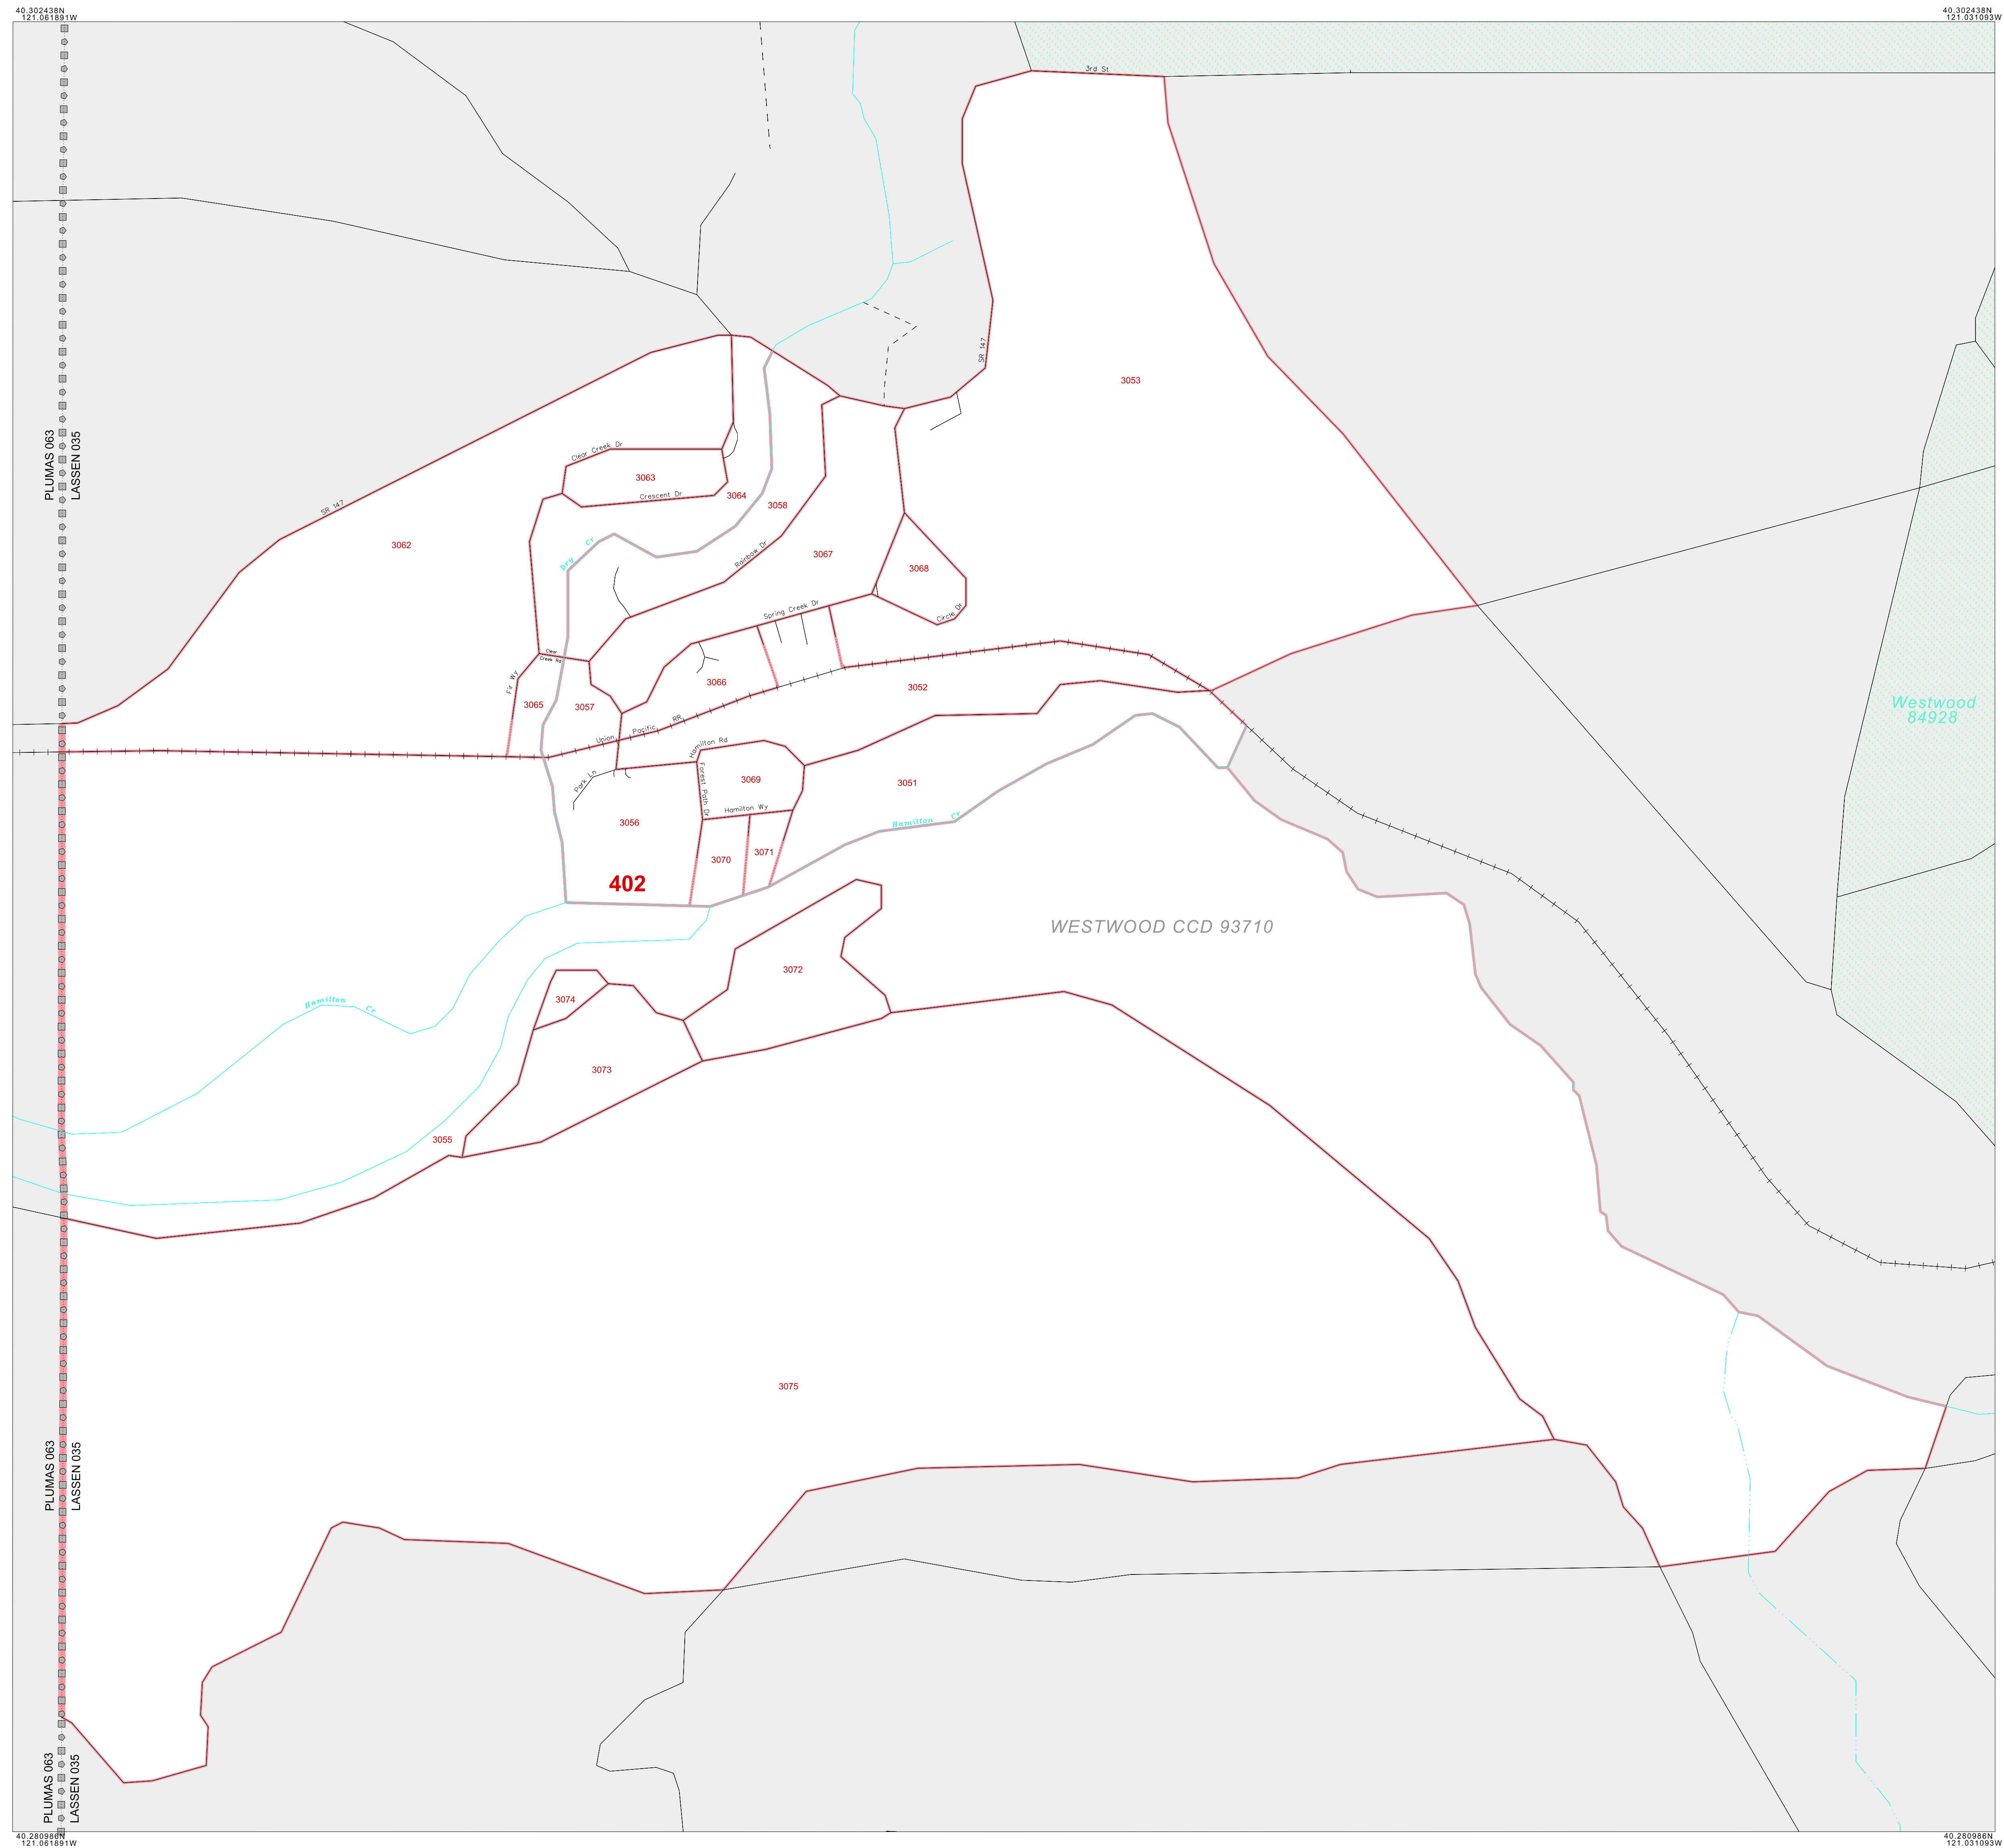 40.302438N
121.061891W
40.302438N
121.031093W
3rd St
SR 147
3053
PLUMAS 063
LASSEN 035
Clear Creek Dr
3063
Crescent Dr
3064
3058
SR 147
3062
Dry Cr
Rainbow Dr
3067
3068
Spring Creek Dr
Circle Dr
Clear
Creek Rd
Fir Wy
3066
3052
3065
3057
Union Pacific RR
Westwood
84928
Hamilton Rd
Park Ln
Forest Path Dr
3069
3051
Hamilton Wy
3056
Hamilton Cr
3070
3071
402
WESTWOOD CCD 93710
3072
3074
Hamilton Cr
3073
3055
3075
PLUMAS 063
LASSEN 035
PLUMAS 063
LASSEN 035
40.280986N
121.061891W
40.280986N
121.031093W